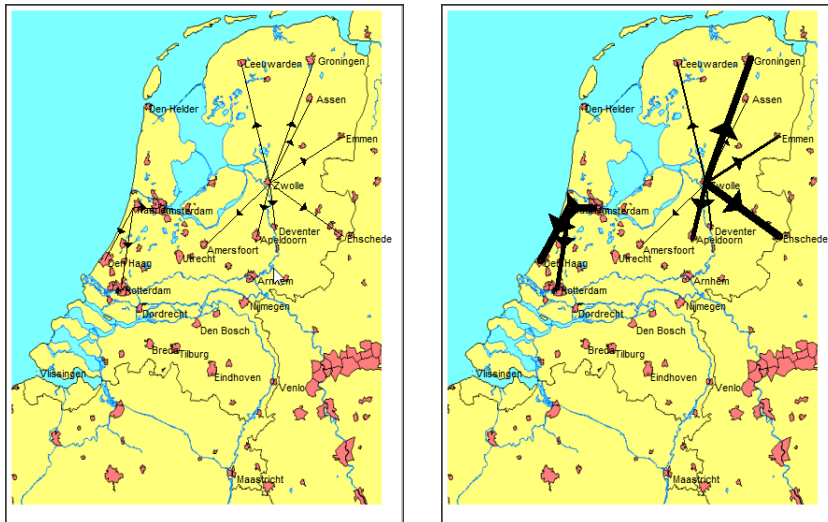 Leeuwarden
Groningen
Assen
Den Helder
Emmen
Zwolle
Amsterdam
Deventer
Apeldoorn
Enschede
Amersfoort
Utrecht
Den Haag
Arnhem
Rotterdam
Nijmegen
Dordrecht
Den Bosch
Breda
Tilburg
Eindhoven
Vlissingen
Venlo
Maastricht
Leeuwarden
Groningen
Assen
Den Helder
Emmen
Zwolle
Amsterdam
Deventer
Apeldoorn
Enschede
Amersfoort
Utrecht
Den Haag
Arnhem
Rotterdam
Nijmegen
Dordrecht
Den Bosch
Breda
Tilburg
Eindhoven
Vlissingen
Venlo
Maastricht